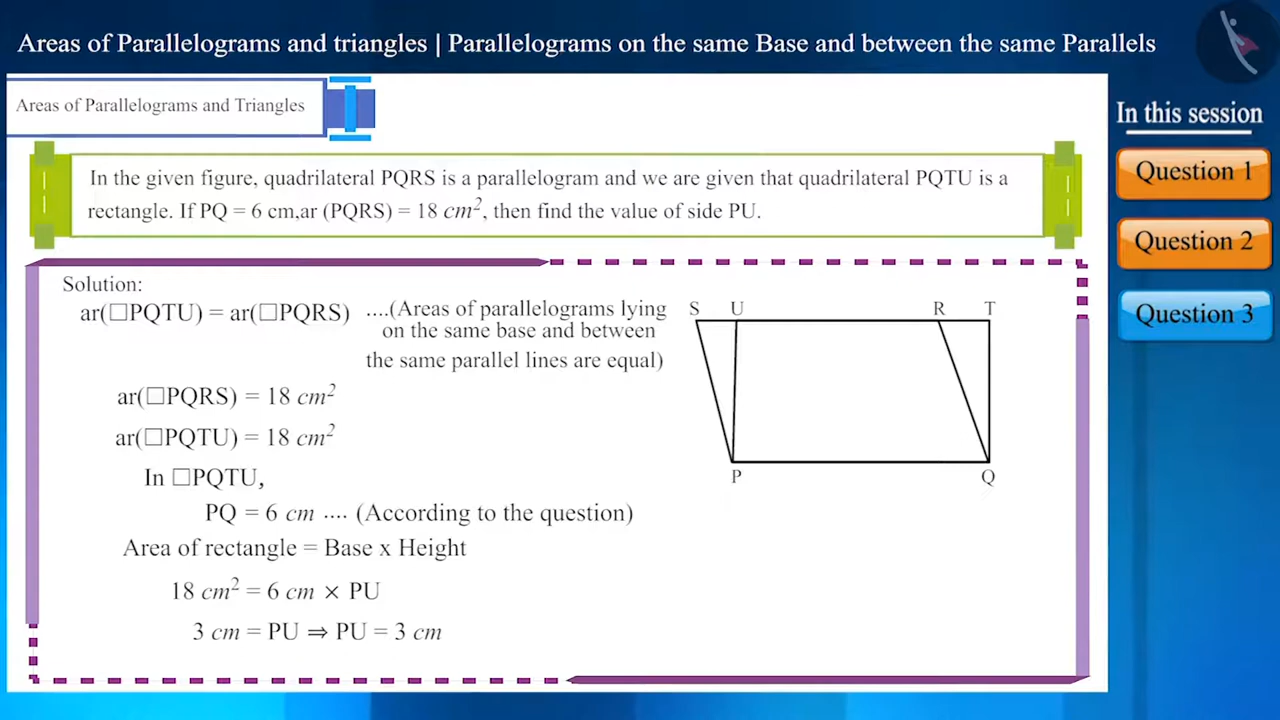 Areas of Parallelograms and triangles | Parallelograms on the same Base and between the same Parallels
Areas of Parallelograms and Triangles
In this session
Question 1
Question 2
Question 3
In the given figure, quadrilateral PQRS is a parallelogram and we are given that quadrilateral PQTU is a
rectangle. If PQ = 6 cm,ar (PQRS) = 18 cm², then find the value of side PU.
Solution:
ar(□PQTU) = ar(□PQRS) ....(Areas of parallelograms lying
on the same base and between
the same parallel lines are equal)
ar(□PQRS) = 18 cm²
ar(□PQTU) = 18 cm²
In □PQTU,
PQ = 6 cm .... (According to the question)
Area of rectangle = Base x Height
18 cm² = 6 cm × PU
3 cm = PU ⇒ PU = 3 cm
S U R T
P Q